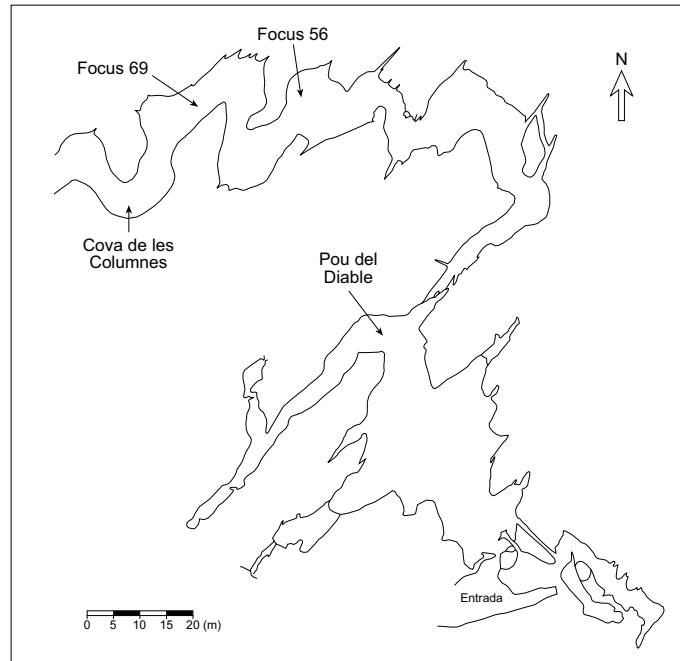 Focus 56
Focus 69
N
Cova de les
Columnes
Pou del
Diable
Entrada
0 5 10 15 20 (m)